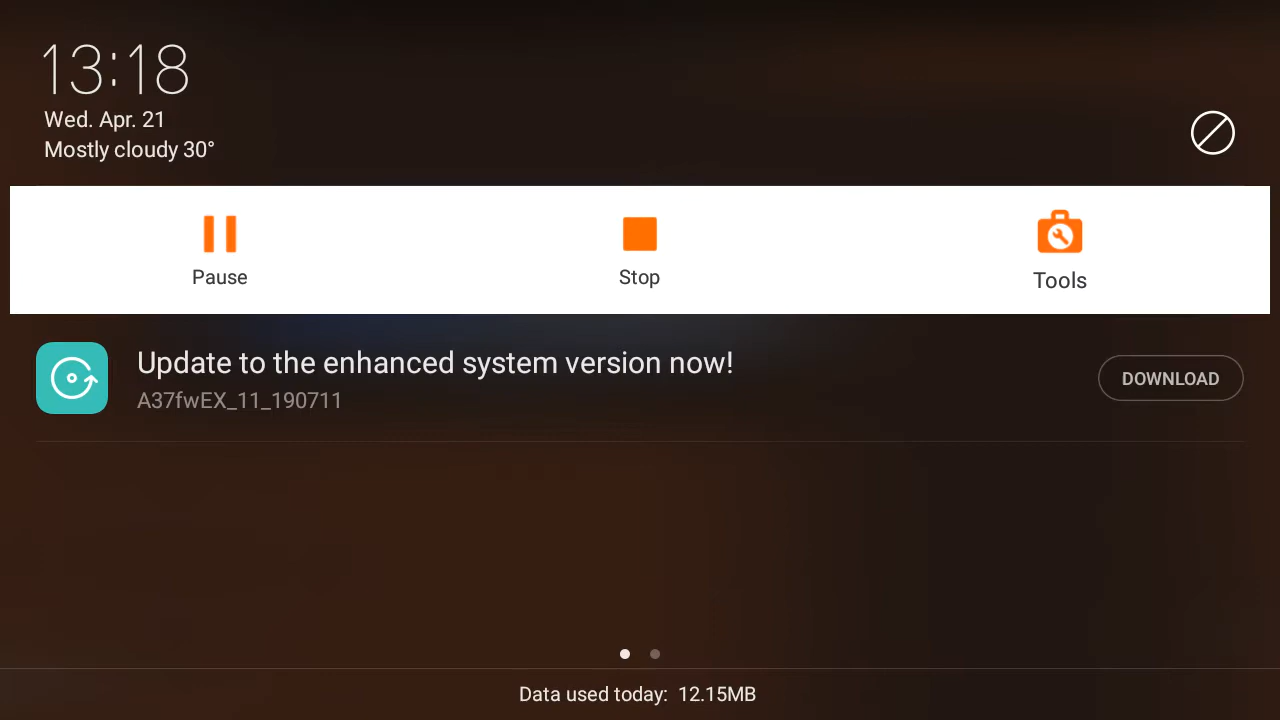 13:18
Wed. Apr. 21
Mostly cloudy 30°
Pause
Stop
Tools
Update to the enhanced system version now!
A37fwEX_11_190711
DOWNLOAD
Data used today: 12.15MB